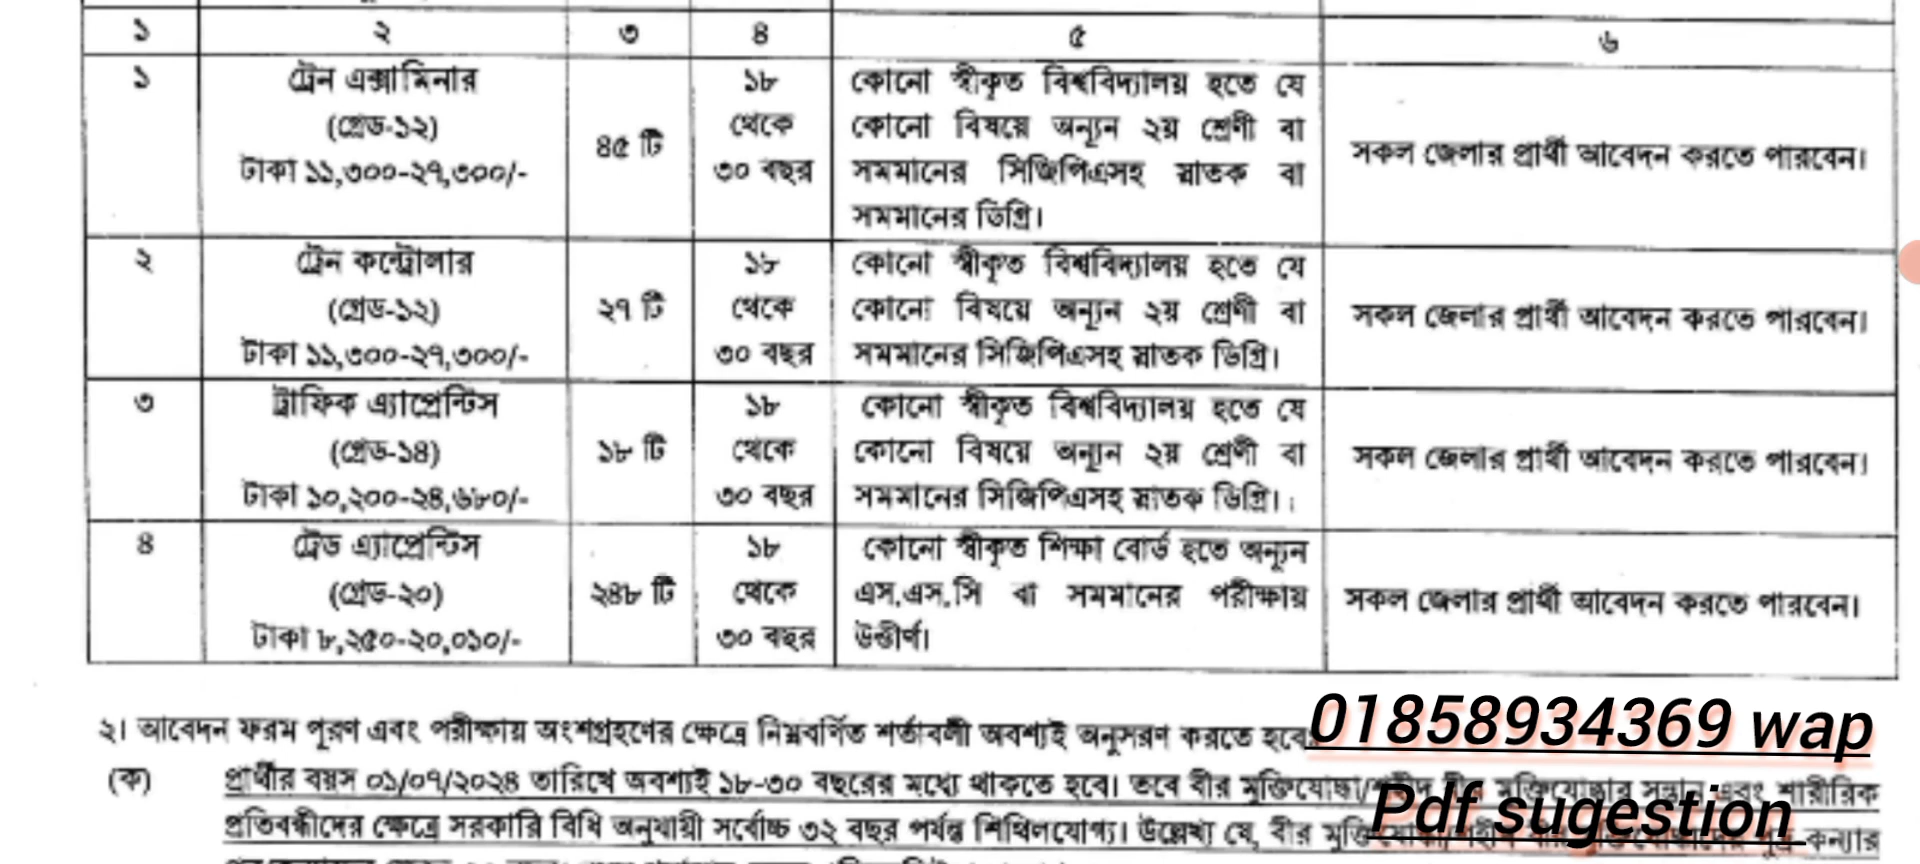 ১ ২ ৩ ৪ ৫ ৬
১ ট্রেন এক্সামিনার
(গ্রেড-১২)
টাকা ১১,৩০০-২৭,৩০০/-
৪৫ টি
১৮
থেকে
৩০ বছর
কোনো স্বীকৃত বিশ্ববিদ্যালয় হতে যে
কোনো বিষয়ে অন্যূন ২য় শ্রেণী বা
সমমানের সিজিপিএসহ স্নাতক বা
সমমানের ডিগ্রি।
সকল জেলার প্রার্থী আবেদন করতে পারবেন।
২ ট্রেন কন্ট্রোলার
(গ্রেড-১২)
টাকা ১১,৩০০-২৭,৩০০/-
২৭ টি
১৮
থেকে
৩০ বছর
কোনো স্বীকৃত বিশ্ববিদ্যালয় হতে যে
কোনো বিষয়ে অন্যূন ২য় শ্রেণী বা
সমমানের সিজিপিএসহ স্নাতক ডিগ্রি।
সকল জেলার প্রার্থী আবেদন করতে পারবেন।
৩ ট্রাফিক এ্যাপ্রেন্টিস
(গ্রেড-১৪)
টাকা ১০,২০০-২৪,৬৮০/-
১৮ টি
১৮
থেকে
৩০ বছর
কোনো স্বীকৃত বিশ্ববিদ্যালয় হতে যে
কোনো বিষয়ে অন্যূন ২য় শ্রেণী বা
সমমানের সিজিপিএসহ স্নাতক ডিগ্রি।
সকল জেলার প্রার্থী আবেদন করতে পারবেন।
৪ ট্রেড এ্যাপ্রেন্টিস
(গ্রেড-২০)
টাকা ৮,২৫০-২০,০১০/-
২৪৮ টি
১৮
থেকে
৩০ বছর
কোনো স্বীকৃত শিক্ষা বোর্ড হতে অন্যূন
এস.এস.সি বা সমমানের পরীক্ষায়
উত্তীর্ণ।
সকল জেলার প্রার্থী আবেদন করতে পারবেন।
২। আবেদন ফরম পূরণ এবং পরীক্ষায় অংশগ্রহণের ক্ষেত্রে নিম্নবর্ণিত শর্তাবলী অবশ্যই অনুসরণ করতে হবে
01858934369 wap
(ক) প্রার্থীর বয়স ০১/০৭/২০২৪ তারিখে অবশ্যই ১৮-৩০ বছরের মধ্যে থাকতে হবে। তবে বীর মুক্তিযোদ্ধা/শহীদ বীর মুক্তিযোদ্ধার সন্তান এবং শারীরিক
Pdf sugestion
প্রতিবন্ধীদের ক্ষেত্রে সরকারি বিধি অনুযায়ী সর্বোচ্চ ৩২ বছর পর্যন্ত শিথিলযোগ্য। উল্লেখ্য যে, বীর কন্যার